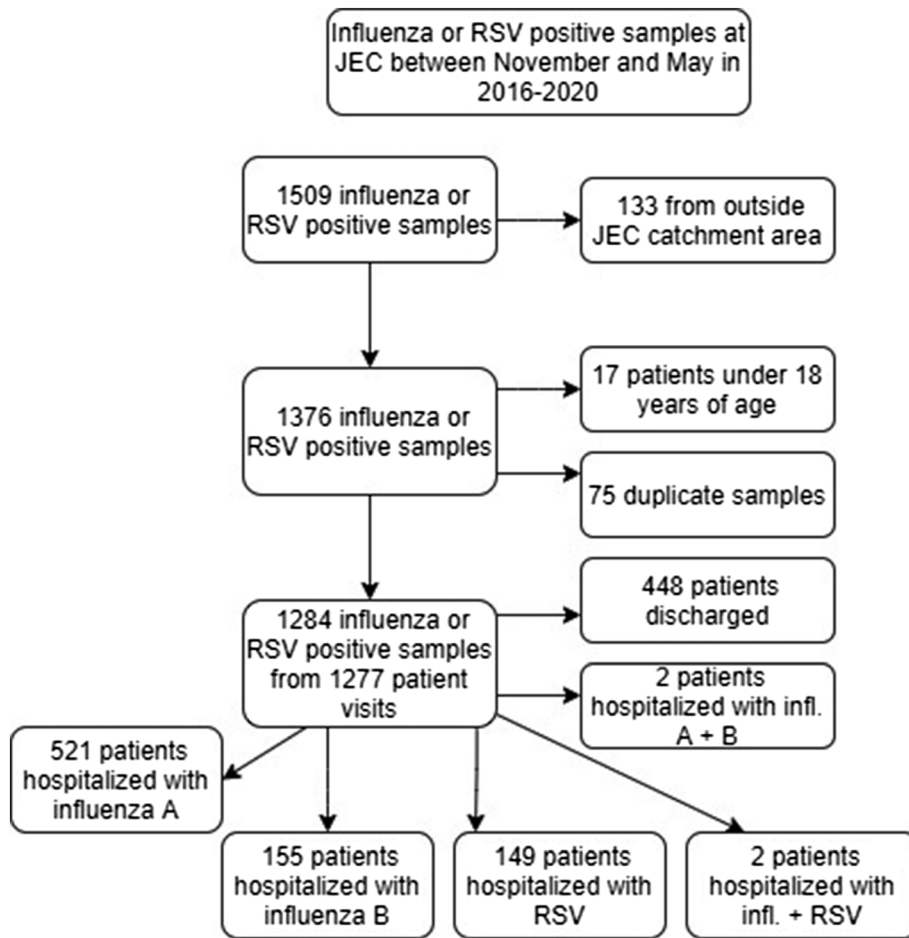 Influenza or RSV positive samples at
JEC between November and May in
2016-2020
1509 influenza or
RSV positive samples
133 from outside
JEC catchment area
1376 influenza or
RSV positive samples
17 patients under 18
years of age
75 duplicate samples
1284 influenza or
RSV positive samples
from 1277 patient
visits
448 patients
discharged
2 patients
hospitalized with infl.
A + B
521 patients
hospitalized with
influenza A
155 patients
hospitalized with
influenza B
149 patients
hospitalized with
RSV
2 patients
hospitalized with
infl. + RSV